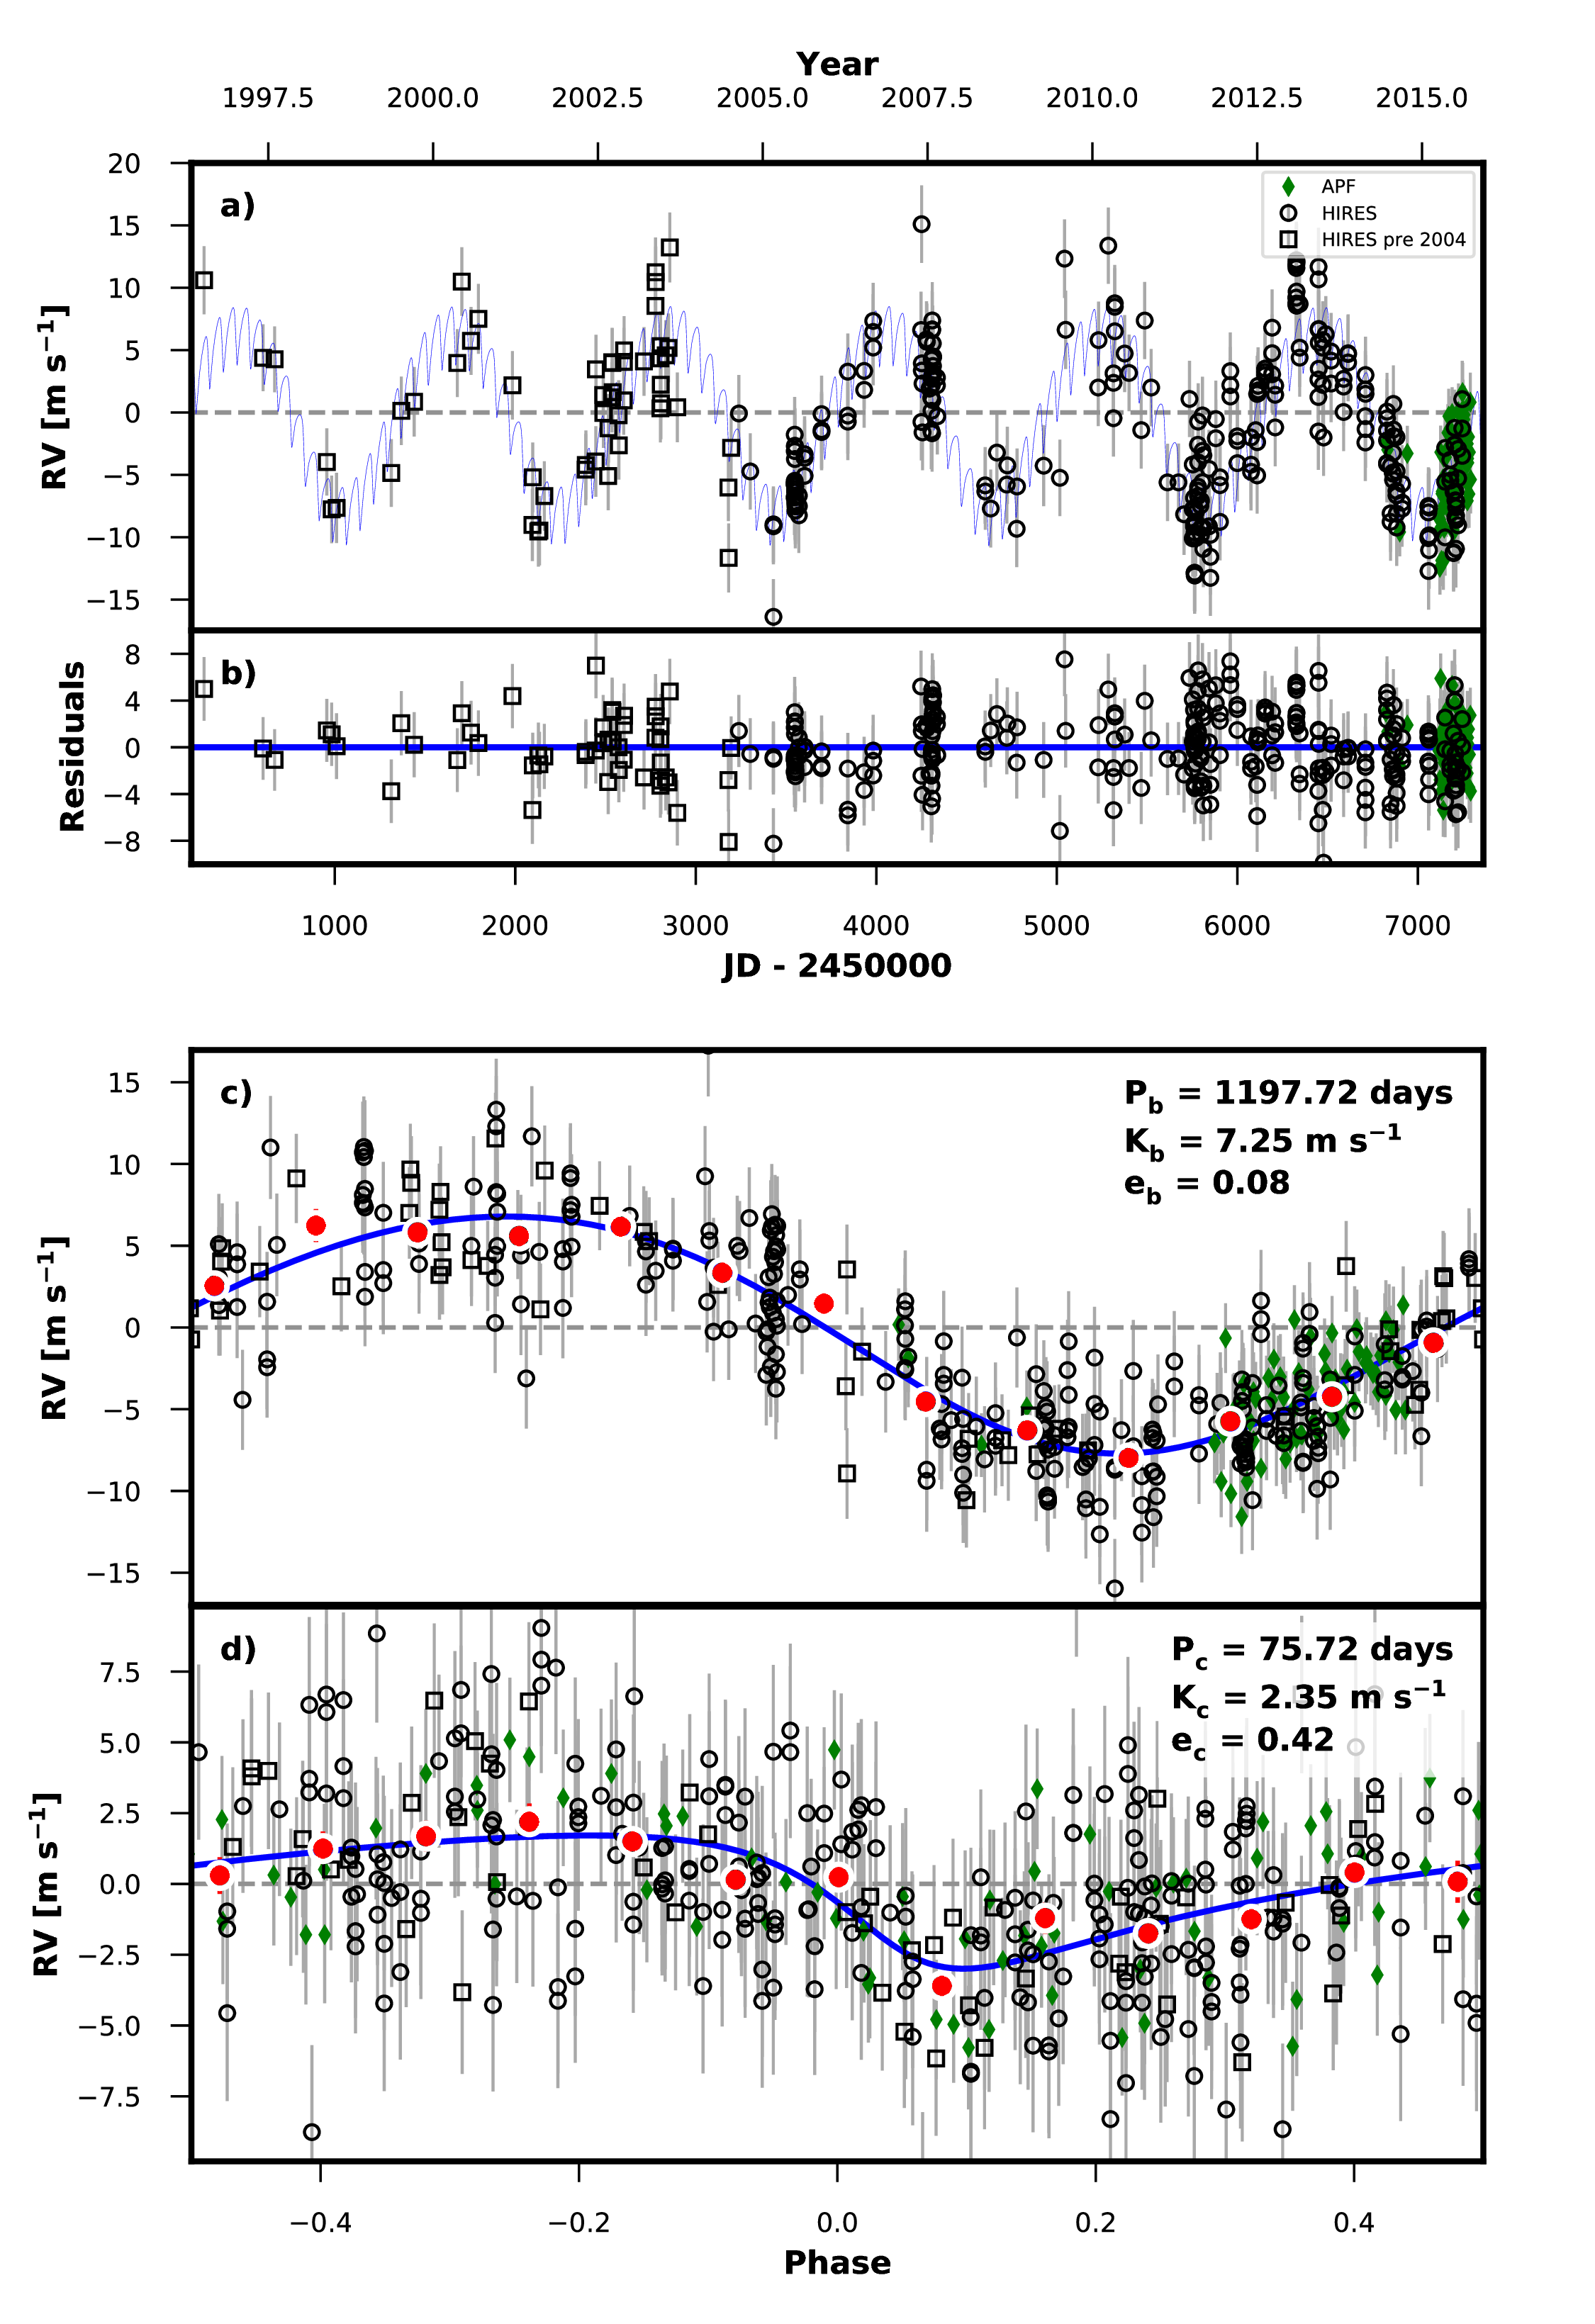 Year
1997.5 2000.0 2002.5 2005.0 2007.5 2010.0 2012.5 2015.0
a)
APF
HIRES
HIRES pre 2004
20
15
10
5
0
−5
−10
−15
RV [m s−1]
b)
8
4
0
−4
−8
Residuals
1000 2000 3000 4000 5000 6000 7000
JD - 2450000
c)
Pb = 1197.72 days
Kb = 7.25 m s−1
eb = 0.08
15
10
5
0
−5
−10
−15
RV [m s−1]
d)
Pc = 75.72 days
Kc = 2.35 m s−1
ec = 0.42
7.5
5.0
2.5
0.0
−2.5
−5.0
−7.5
RV [m s−1]
−0.4 −0.2 0.0 0.2 0.4
Phase